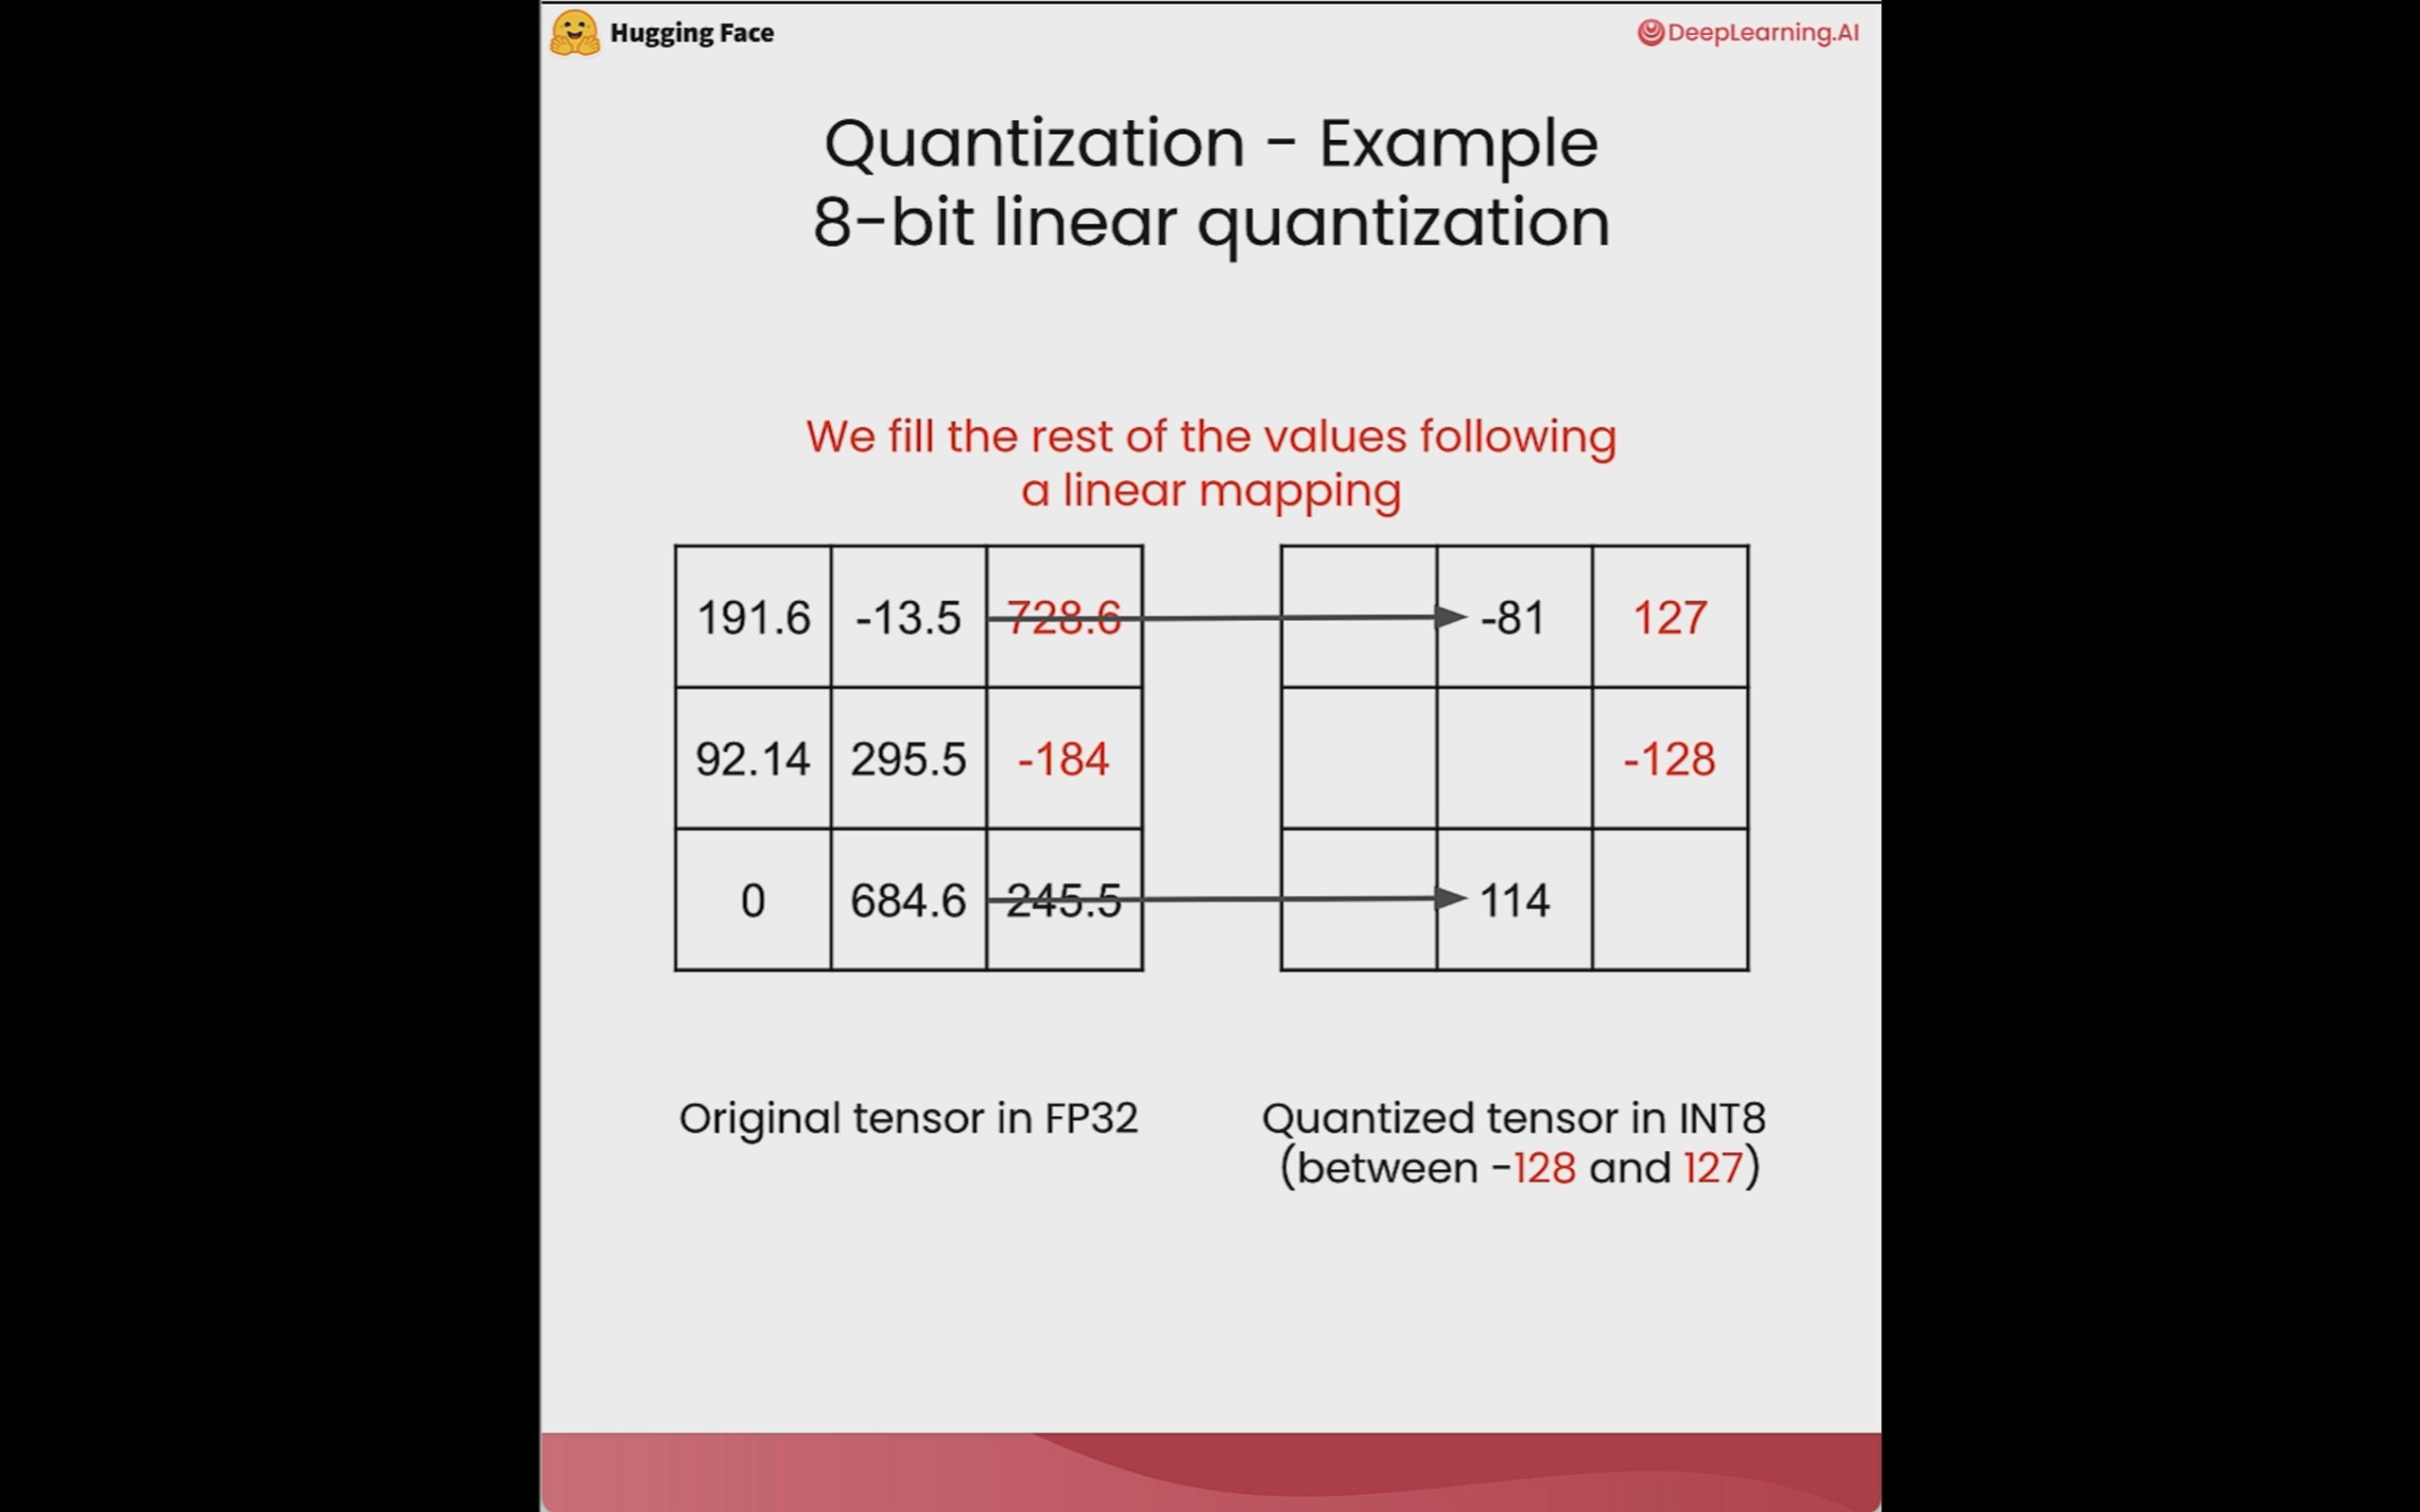 Hugging Face
DeepLearning.AI
Quantization - Example
8-bit linear quantization
We fill the rest of the values following
a linear mapping
191.6 -13.5 728.6 -81 127
92.14 295.5 -184 -128
0 684.6 245.5 114
Original tensor in FP32
Quantized tensor in INT8
(between -128 and 127)